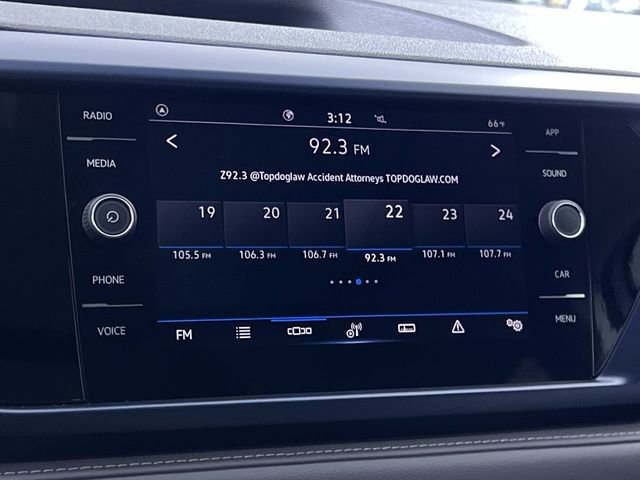 RADIO
MEDIA
PHONE
VOICE
3:12
66°F
92.3 FM
Z92.3 @Topdoglaw Accident Attorneys TOPDOGLAW.COM
19 20 21 22 23 24
105.5 FM 106.3 FM 106.7 FM 92.3 FM 107.1 FM 107.7 FM
FM
APP
SOUND
CAR
MENU